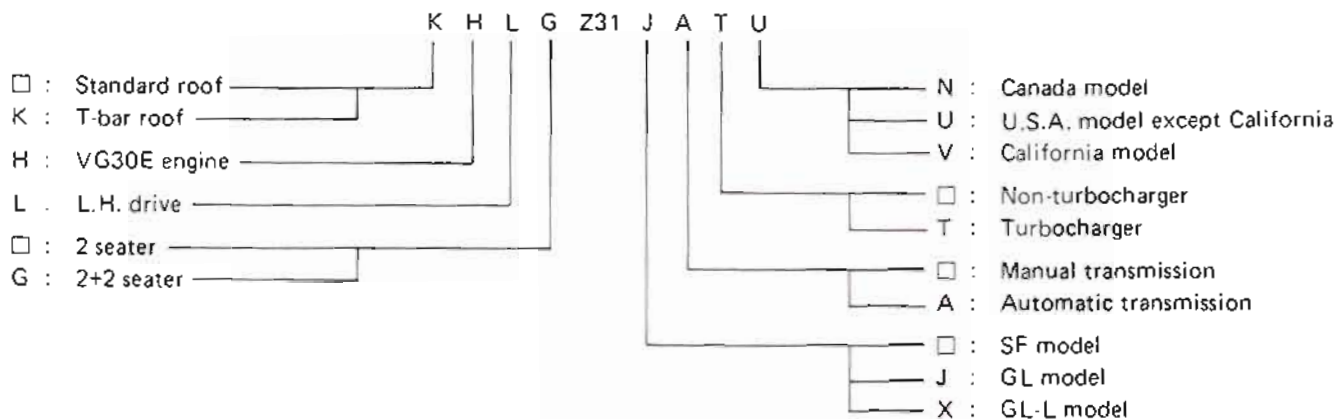 K H L G Z31 J A T U
□ : Standard roof
K : T-bar roof
H : VG30E engine
L . L.H. drive
□ : 2 seater
G : 2+2 seater
N : Canada model
U : U.S.A. model except California
V : California model
□ : Non-turbocharger
T : Turbocharger
□ : Manual transmission
A : Automatic transmission
□ : SF model
J : GL model
X : GL-L model